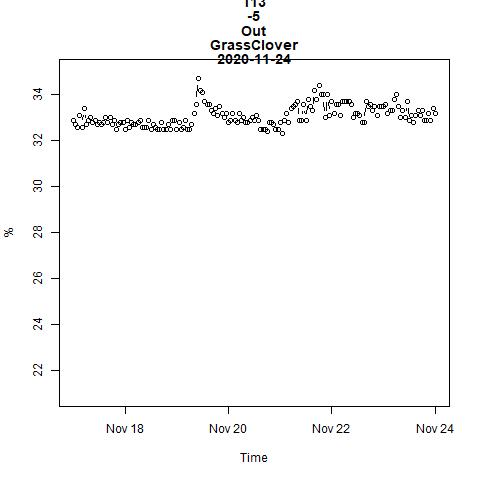 113
-5
Out
GrassClover
2020-11-24
34
32
30
28
26
24
22
%
Nov 18
Nov 20
Nov 22
Nov 24
Time